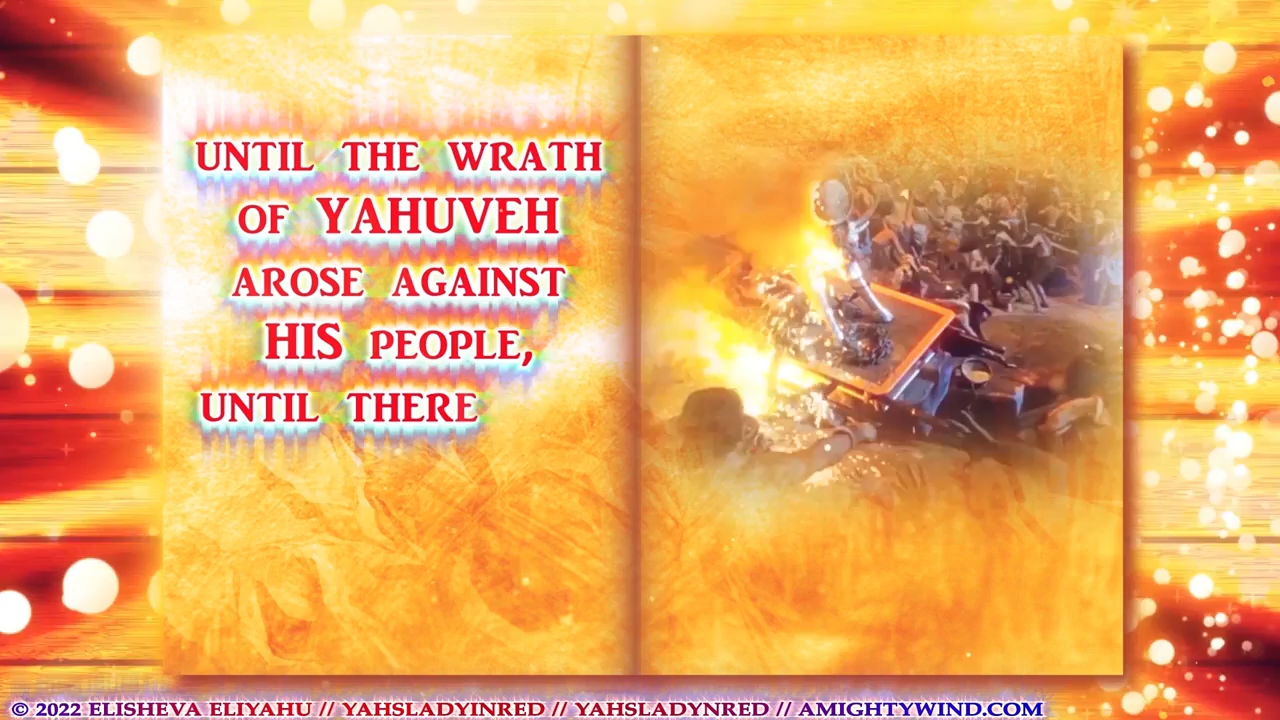 UNTIL THE WRATH
OF YAHUVEH
AROSE AGAINST
HIS PEOPLE,
UNTIL THERE
© 2022 ELISHEVA ELIYAHU // YAHSLADYINRED // YAHSLADYNRED // AMIGHTYWIND.COM